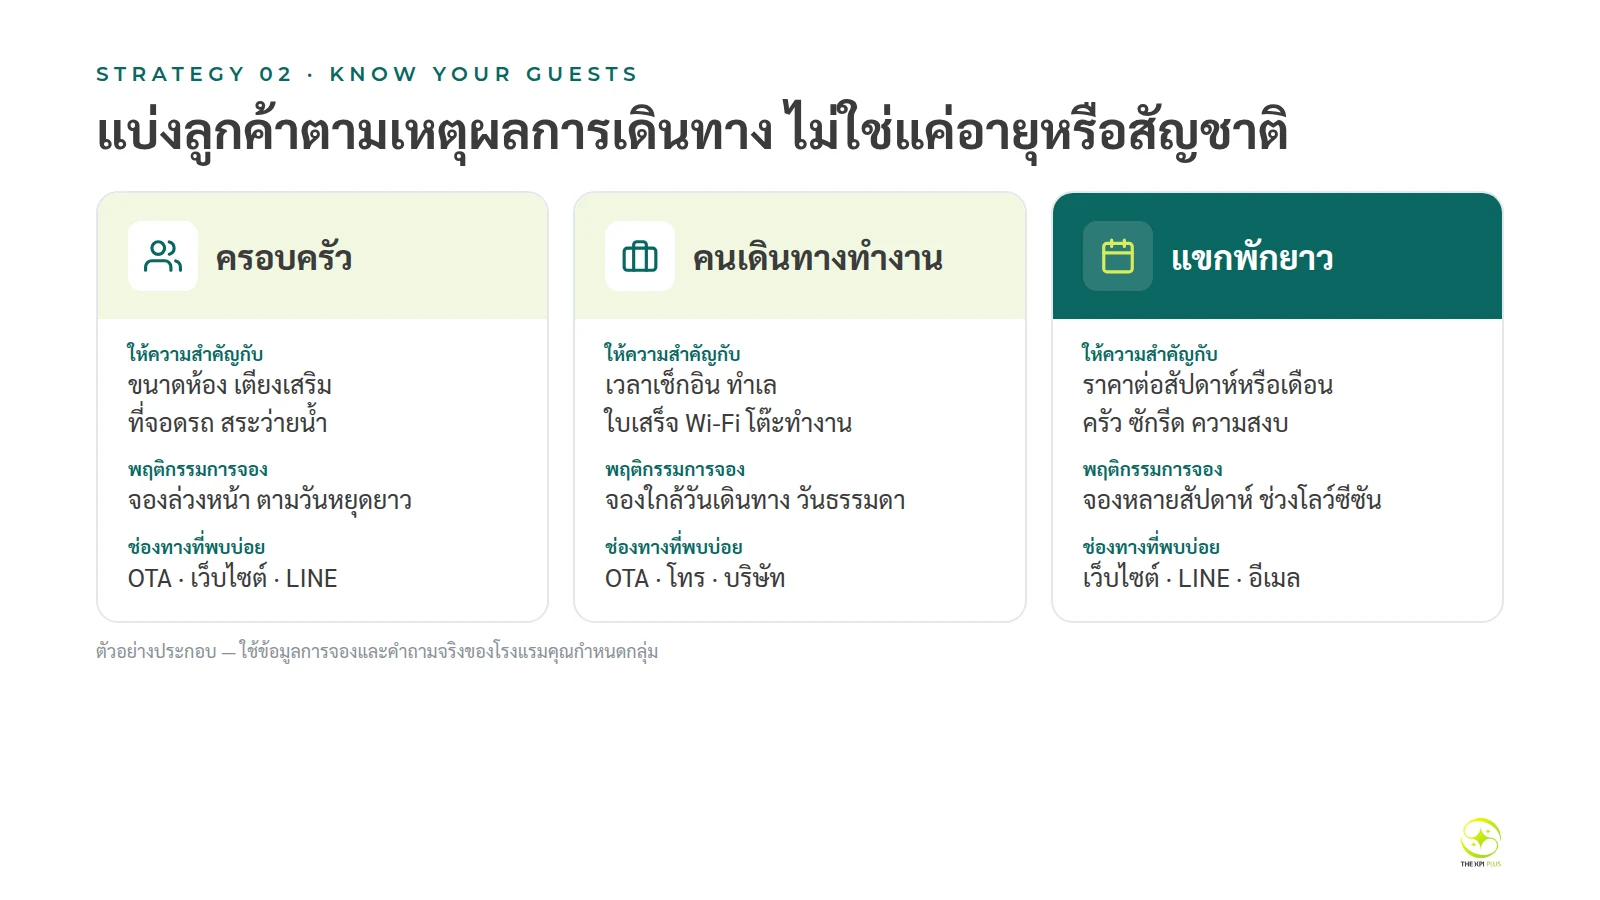 STRATEGY 02 · KNOW YOUR GUESTS
แบ่งลูกค้าตามเหตุผลการเดินทาง ไม่ใช่แค่อายุหรือสัญชาติ
ครอบครัว
ให้ความสำคัญกับ
ขนาดห้อง เตียงเสริม
ที่จอดรถ สระว่ายน้ำ
พฤติกรรมการจอง
จองล่วงหน้า ตามวันหยุดยาว
ช่องทางที่พบบ่อย
OTA · เว็บไซต์ · LINE
คนเดินทางทำงาน
ให้ความสำคัญกับ
เวลาเช็กอิน ทำเล
ใบเสร็จ Wi-Fi โต๊ะทำงาน
พฤติกรรมการจอง
จองใกล้วันเดินทาง วันธรรมดา
ช่องทางที่พบบ่อย
OTA · โทร · บริษัท
แขกพักยาว
ให้ความสำคัญกับ
ราคาต่อสัปดาห์หรือเดือน
ครัว ซักรีด ความสงบ
พฤติกรรมการจอง
จองหลายสัปดาห์ ช่วงโลว์ซีซัน
ช่องทางที่พบบ่อย
เว็บไซต์ · LINE · อีเมล
ตัวอย่างประกอบ — ใช้ข้อมูลการจองและคำถามจริงของโรงแรมคุณกำหนดกลุ่ม
THE KPI PLUS